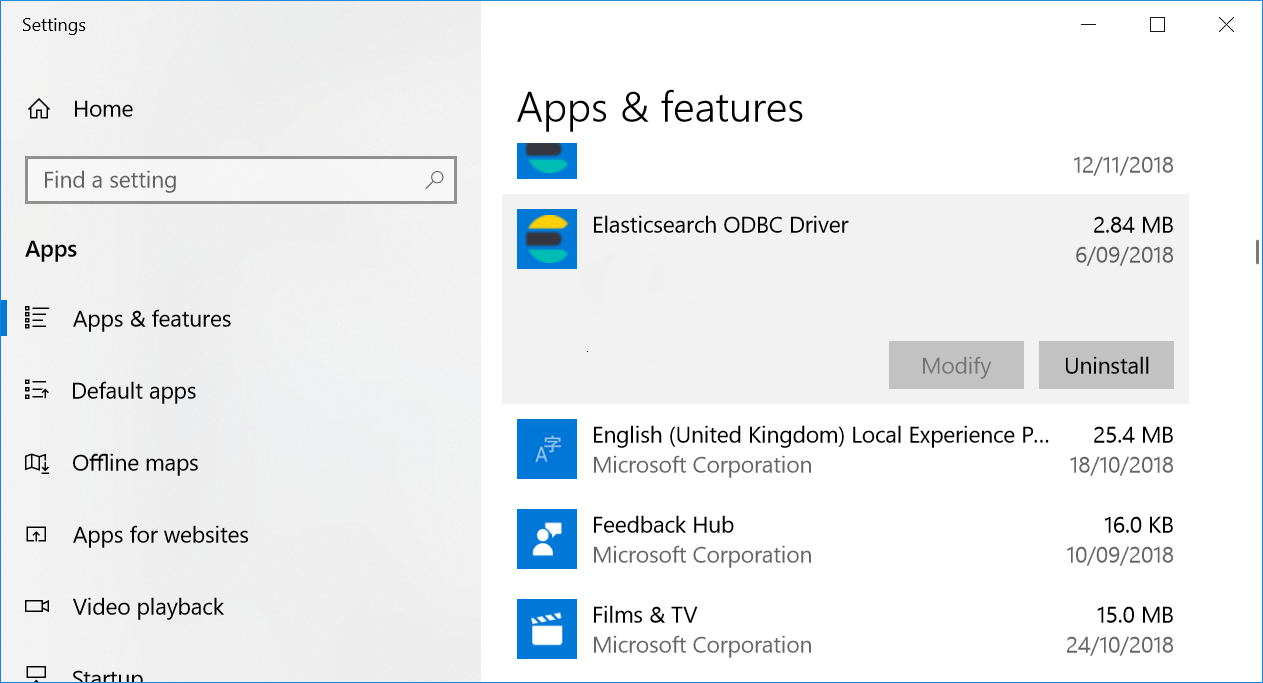 Settings
Home
Find a setting
Apps
Apps & features
Default apps
Offline maps
Apps for websites
Video playback
Startup
Apps & features
12/11/2018
Elasticsearch ODBC Driver 2.84 MB
6/09/2018
Modify Uninstall
English (United Kingdom) Local Experience P... 25.4 MB
Microsoft Corporation 18/10/2018
Feedback Hub 16.0 KB
Microsoft Corporation 10/09/2018
Films & TV 15.0 MB
Microsoft Corporation 24/10/2018